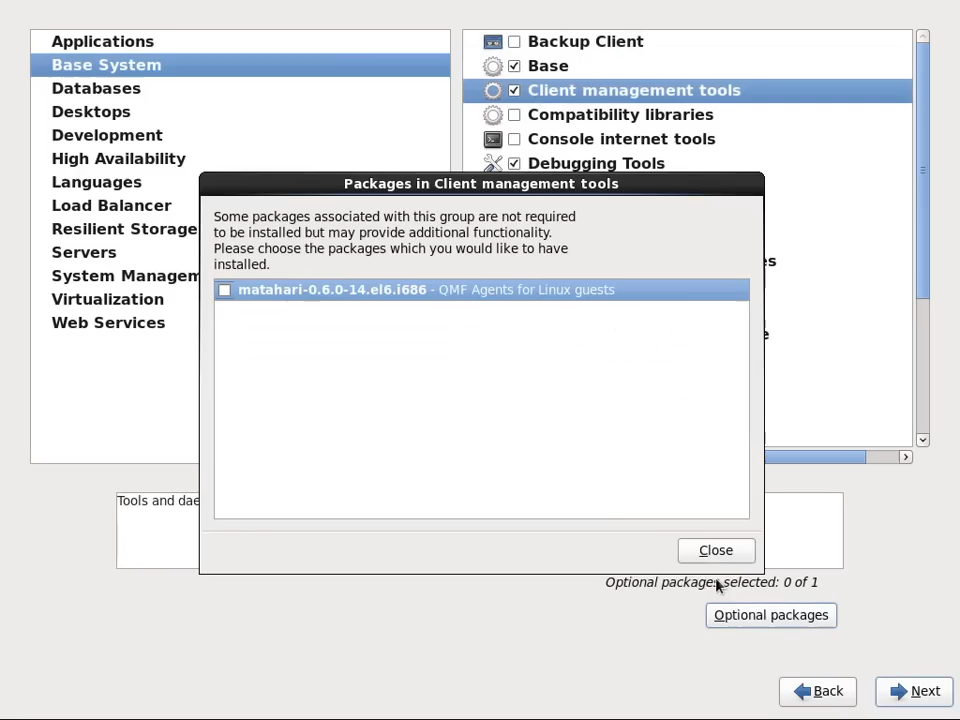 Applications
Base System
Databases
Desktops
Development
High Availability
Languages
Load Balancer
Resilient Storage
Servers
System Managem
Virtualization
Web Services
Backup Client
Base
Client management tools
Compatibility libraries
Console internet tools
Debugging Tools
es
Packages in Client management tools
Some packages associated with this group are not required
to be installed but may provide additional functionality.
Please choose the packages which you would like to have
installed.
matahari-0.6.0-14.el6.i686 - QMF Agents for Linux guests
Close
Tools and dae
Optional packages selected: 0 of 1
Optional packages
Back
Next